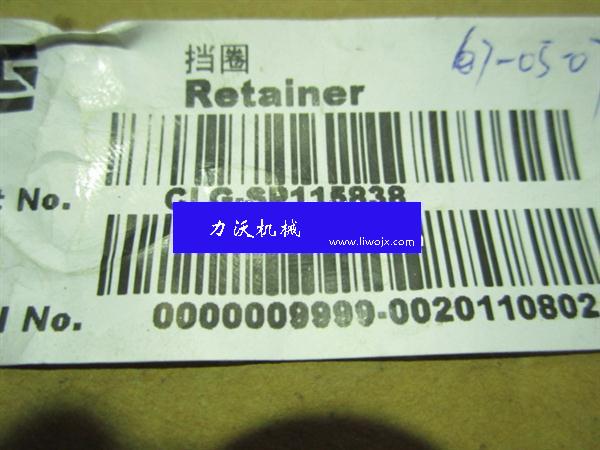 挡圈
Retainer
67-05-07
t No. CLG-SP115838
力沃机械
www.liwojx.com
l No. 0000009999-0020110802